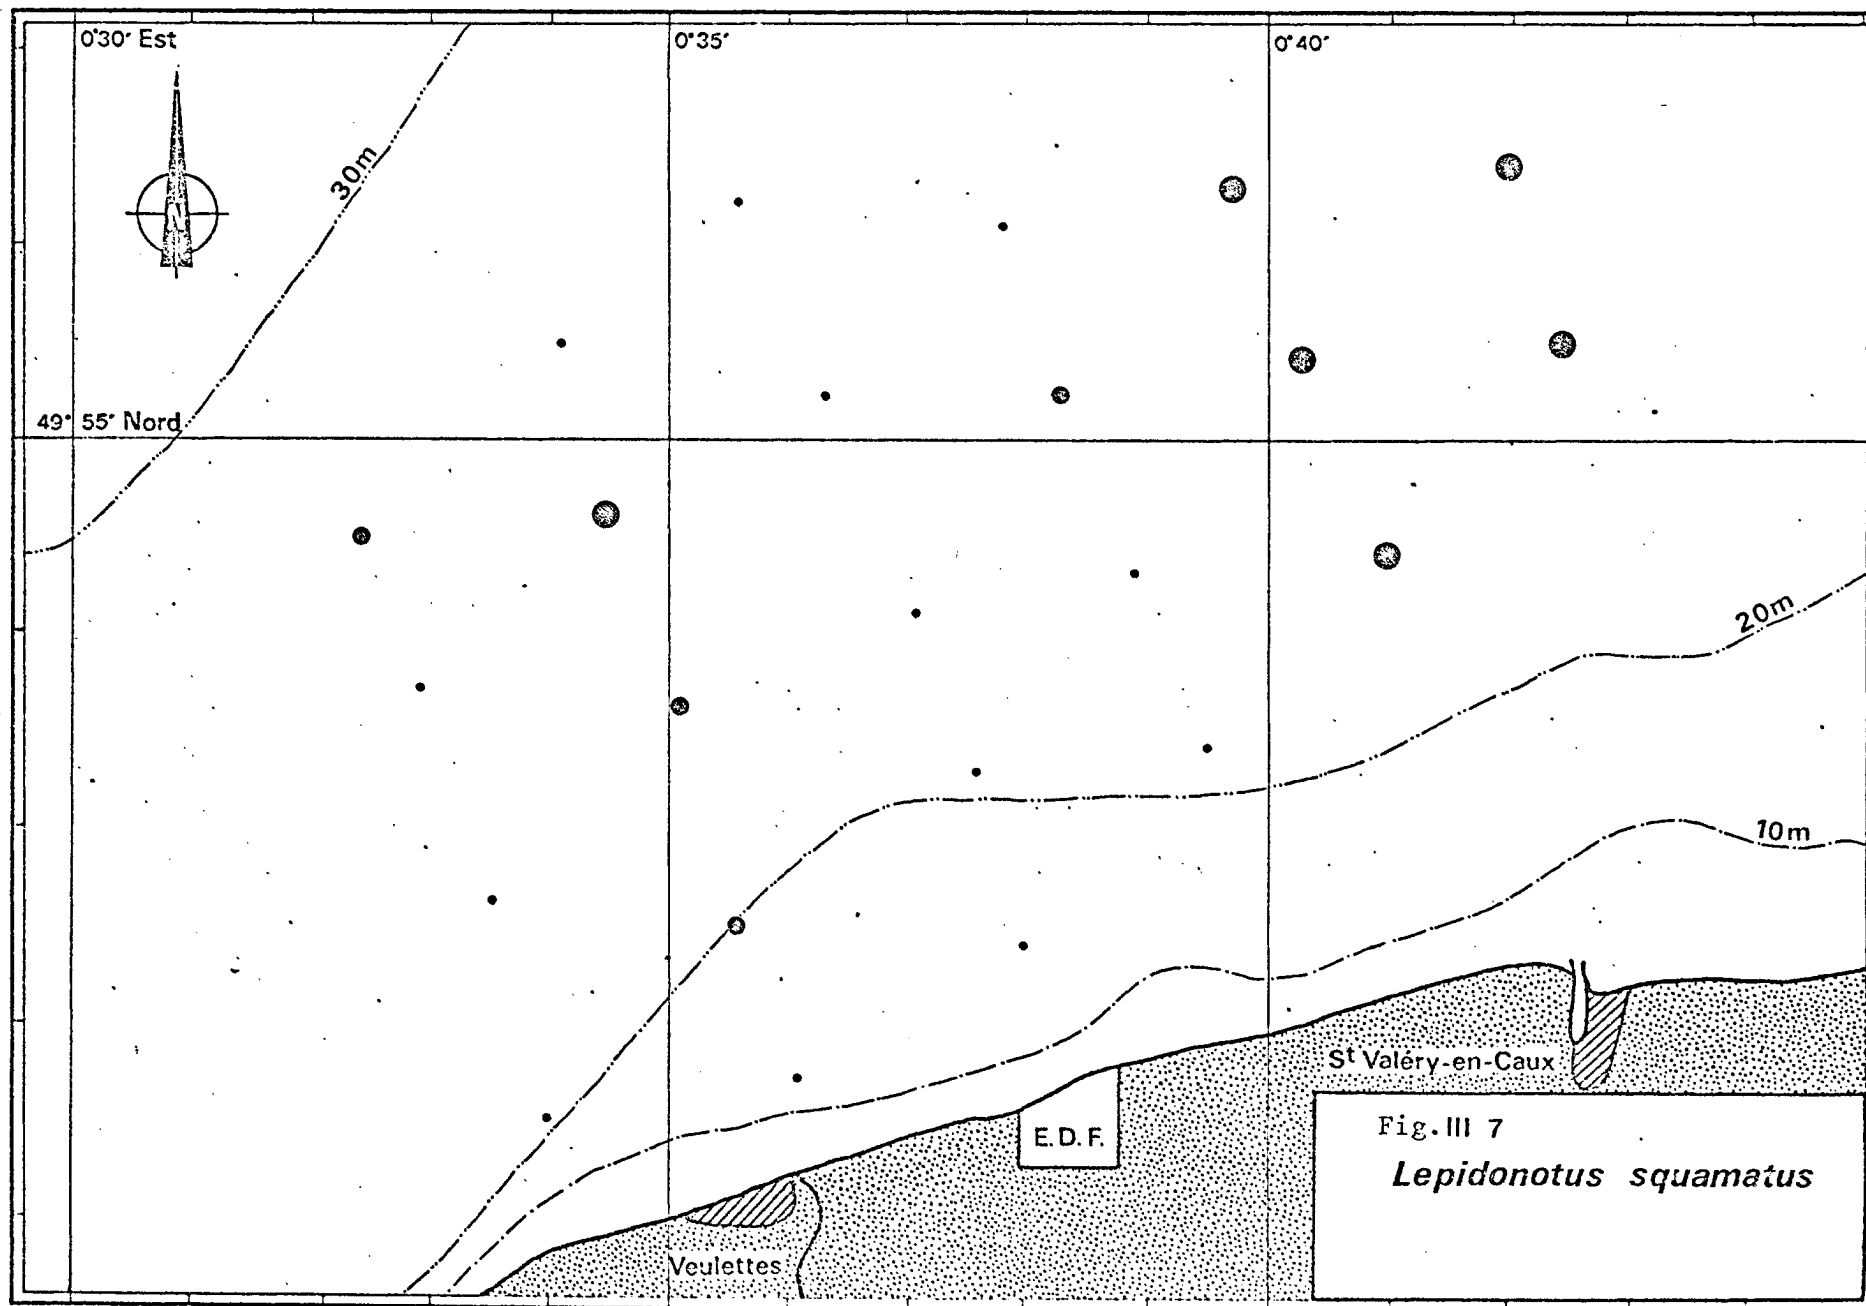 0°30' Est
0°35'
0°40'
30m
49° 55' Nord
20m
10m
St Valéry-en-Caux
E.D.F.
Veulettes
Fig.III 7
Lepidonotus squamatus